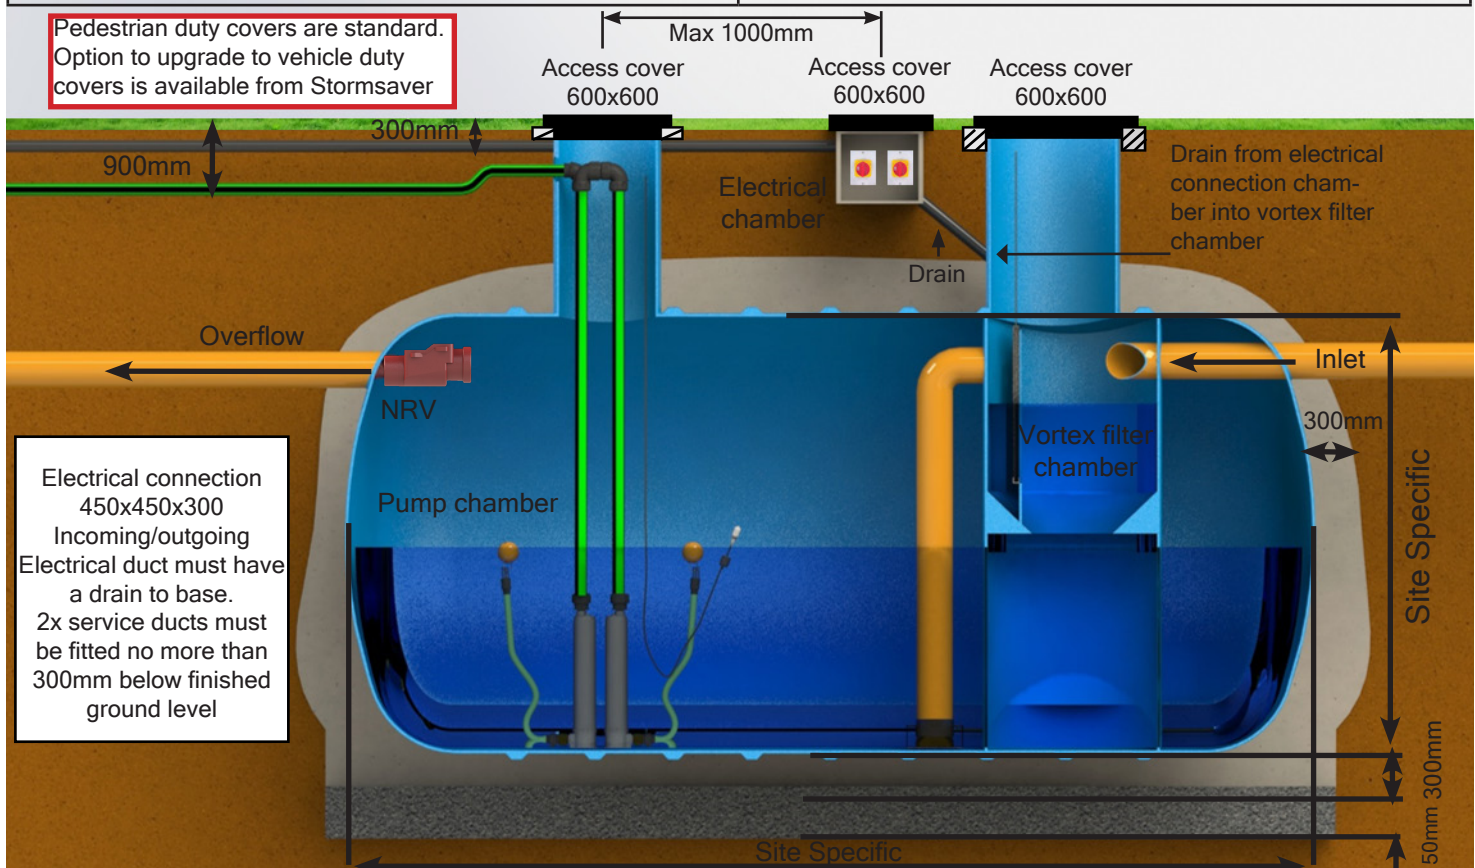 Pedestrian duty covers are standard.
Option to upgrade to vehicle duty
covers is available from Stormsaver
Max 1000mm
Access cover
600x600
Access cover
600x600
Access cover
600x600
300mm
900mm
Electrical
chamber
Drain
Drain from electrical
connection cham-
ber into vortex filter
chamber
Overflow
NRV
Inlet
300mm
Vortex filter
chamber
Pump chamber
Electrical connection
450x450x300
Incoming/outgoing
Electrical duct must have
a drain to base.
2x service ducts must
be fitted no more than
300mm below finished
ground level
Site Specific
300mm
50mm
Site Specific